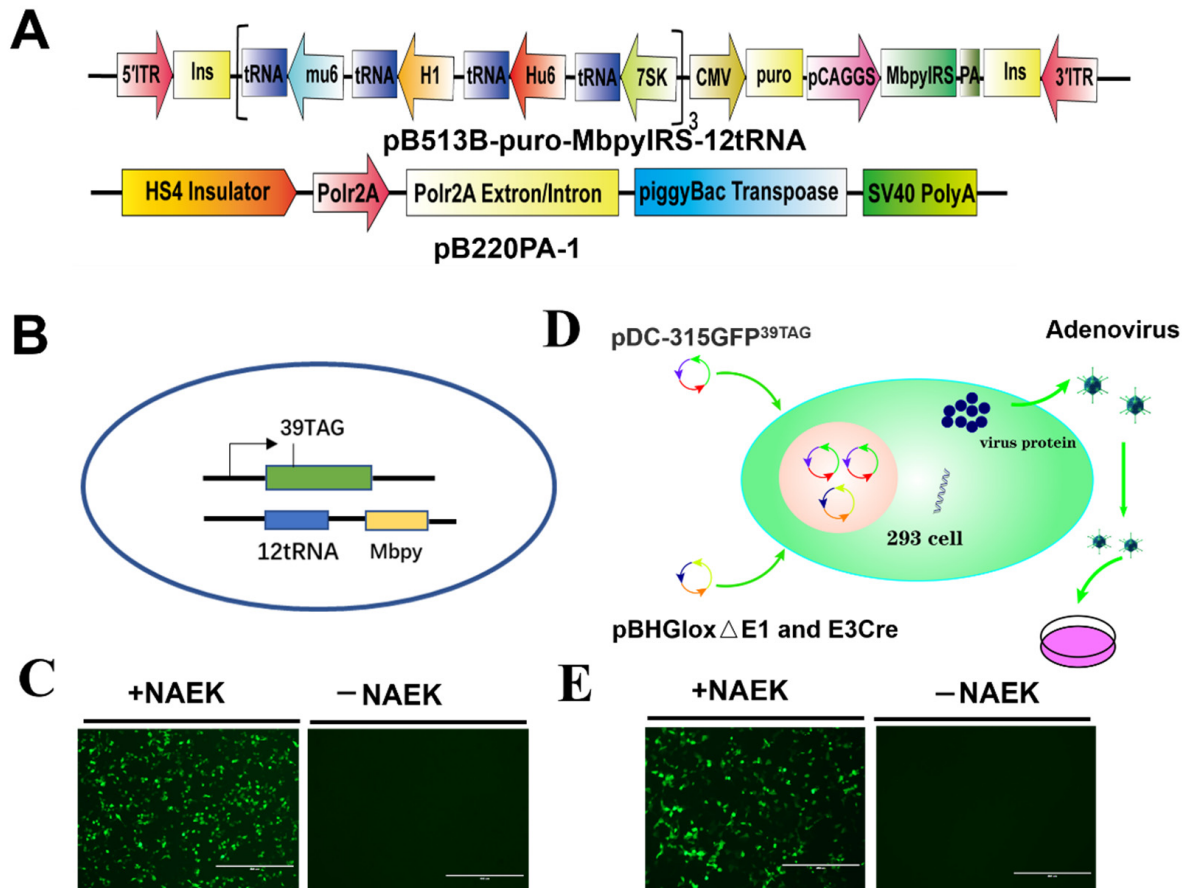 A
5'ITR Ins tRNA mu6 tRNA H1 tRNA Hu6 tRNA 7SK CMV puro pCAGGS MbpyIRS PA Ins 3'ITR
3
pB513B-puro-MbpyIRS-12tRNA
HS4 Insulator Polr2A Polr2A Extron/Intron piggyBac Transpoase SV40 PolyA
pB220PA-1
B
39TAG
12tRNA Mbpy
D
pDC-315GFP39TAG
Adenovirus
virus protein
293 cell
pBHGlox△E1 and E3Cre
C
+NAEK −NAEK
E
+NAEK −NAEK